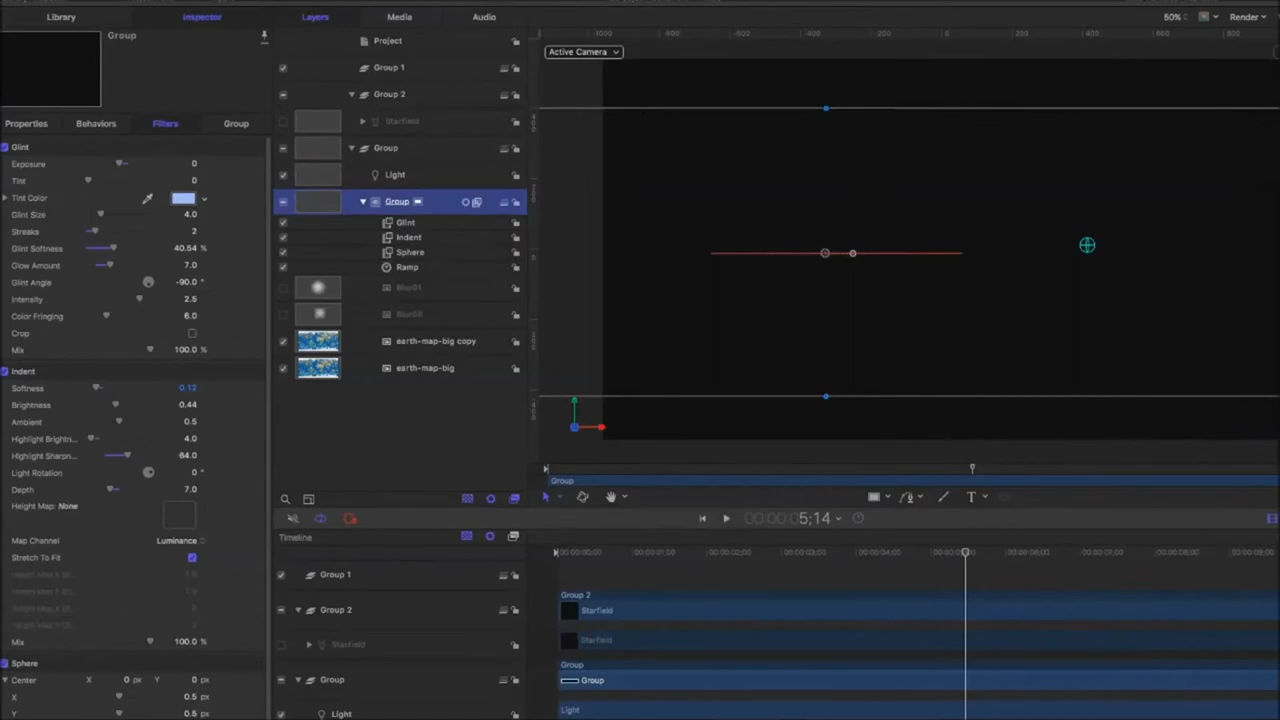 Library Inspector Layers Media Audio 50% Render
Group
Properties Behaviors Filters Group
Glint
Exposure 0
Tint 0
Tint Color
Glint Size 4.0
Streaks 2
Glint Softness 40.54 %
Glow Amount 7.0
Glint Angle -90.0 °
Intensity 2.5
Color Fringing 6.0
Crop
Mix 100.0 %
Indent
Softness 0.12
Brightness 0.44
Ambient 0.5
Highlight Brightn... 4.0
Highlight Sharpn... 64.0
Light Rotation 0 °
Depth 7.0
Height Map: None
Map Channel Luminance
Stretch To Fit
Mix 100.0 %
Sphere
Center X 0 px Y 0 px
X 0.5 px
Y 0.5 px
Project
Group 1
Group 2
Starfield
Group
Light
Group
Glint
Indent
Sphere
Ramp
Blur01
earth-map-big copy
earth-map-big
-1000 -800 -600 -400 -200 0 200 400 600 800
Active Camera
Group
T
00:00:00:05;14
Timeline
00:00:00;00 00:00:01;00 00:00:02;00 00:00:03;00 00:00:04;00 00:00:06;00 00:00:07;00 00:00:08;00 00:00:09;00
Group 1
Group 2
Starfield
Group
Light
Group 2
Starfield
Starfield
Group
Group
Light